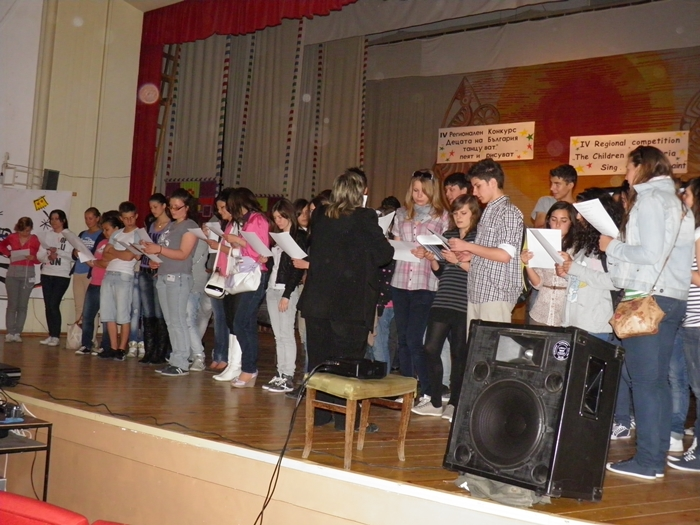 IV Регионален Конкурс
„Децата на България
танцуват"
пеят и рисуват
IV Regional competition
"The Children
Sing